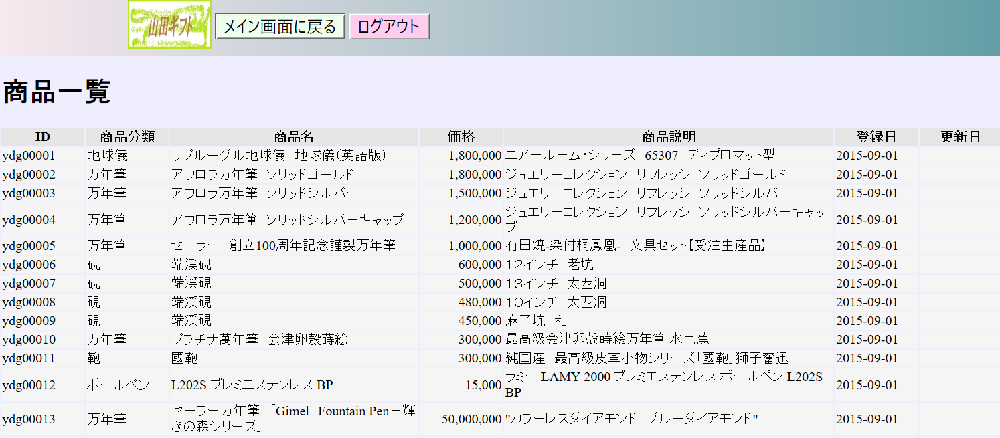 山田ギフト メイン画面に戻る ログアウト
商品一覧
ID 商品分類 商品名 価格 商品説明 登録日 更新日
ydg00001 地球儀 リプルーグル地球儀　地球儀（英語版） 1,800,000 エアールーム・シリーズ　65307　ディプロマット型 2015-09-01
ydg00002 万年筆 アウロラ万年筆　ソリッドゴールド 1,800,000 ジュエリーコレクション　リフレッシ　ソリッドゴールド 2015-09-01
ydg00003 万年筆 アウロラ万年筆　ソリッドシルバー 1,500,000 ジュエリーコレクション　リフレッシ　ソリッドシルバー 2015-09-01
ydg00004 万年筆 アウロラ万年筆　ソリッドシルバーキャップ 1,200,000 ジュエリーコレクション　リフレッシ　ソリッドシルバーキャッ
プ 2015-09-01
ydg00005 万年筆 セーラー　創立100周年記念謹製万年筆 1,000,000 有田焼-染付桐鳳凰-　文具セット【受注生産品】 2015-09-01
ydg00006 硯 端渓硯 600,000 １２インチ　老坑 2015-09-01
ydg00007 硯 端渓硯 500,000 １３インチ　太西洞 2015-09-01
ydg00008 硯 端渓硯 480,000 １０インチ　太西洞 2015-09-01
ydg00009 硯 端渓硯 450,000 麻子坑　和 2015-09-01
ydg00010 万年筆 プラチナ萬年筆　会津卵殻蒔絵 300,000 最高級会津卵殻蒔絵万年筆 水芭蕉 2015-09-01
ydg00011 鞄 國鞄 300,000 純国産　最高級皮革小物シリーズ「國鞄」獅子奮迅 2015-09-01
ydg00012 ボールペン L202S プレミエステンレス BP 15,000 ラミー LAMY 2000 プレミエステンレス ボールペン L202S
BP 2015-09-01
ydg00013 万年筆 セーラー万年筆　「Gimel　Fountain Pen－輝
きの森シリーズ」 50,000,000 "カラーレスダイアモンド　ブルーダイアモンド" 2015-09-01